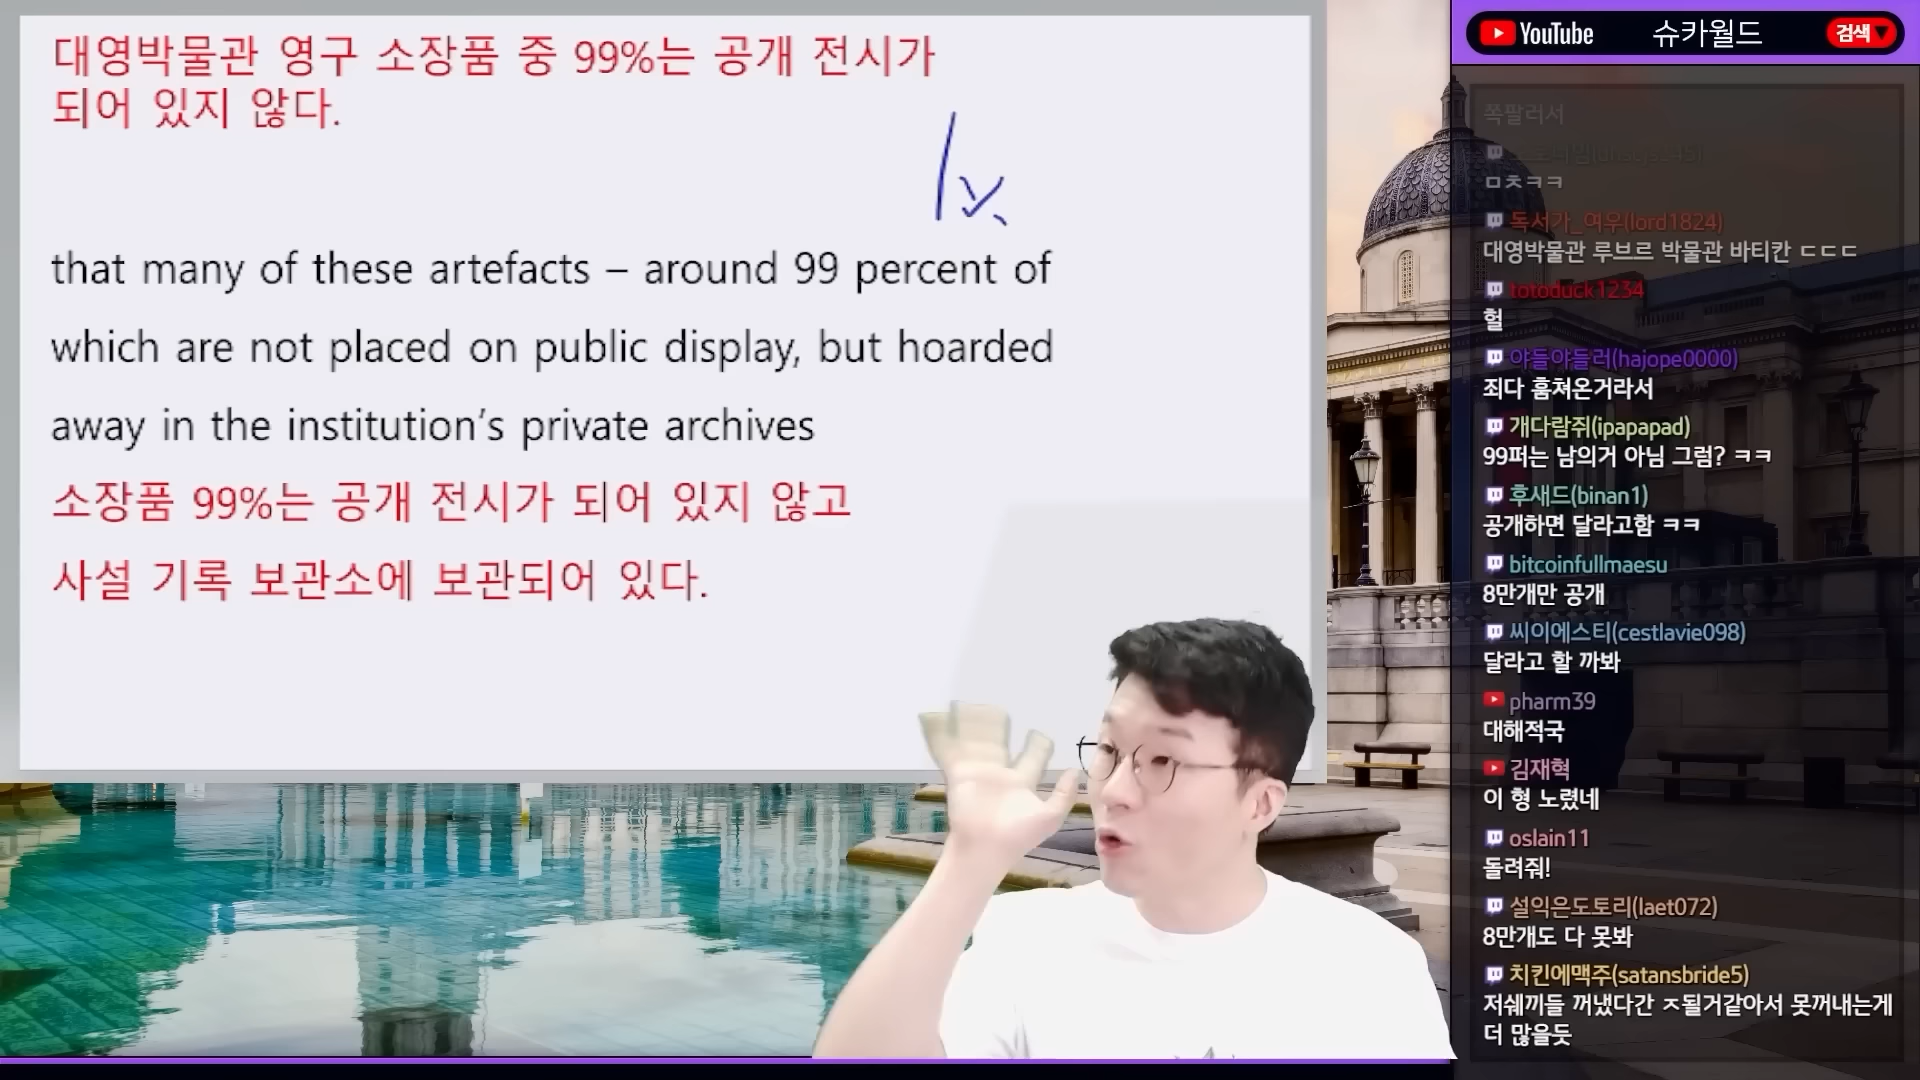 대영박물관 영구 소장품 중 99%는 공개 전시가
되어 있지 않다.
1%
that many of these artefacts – around 99 percent of
which are not placed on public display, but hoarded
away in the institution's private archives
소장품 99%는 공개 전시가 되어 있지 않고
사설 기록 보관소에 보관되어 있다.
YouTube 슈카월드 검색▼
쪽팔러서
ㅁㅊㅋㅋ
독서가_여우(lord1824)
대영박물관 루브르 박물관 바티칸 ㄷㄷㄷ
totoduck1234
헐
야들야들러(hajope0000)
죄다 훔쳐온거라서
개다람쥐(ipapapad)
99퍼는 남의거 아님 그럼? ㅋㅋ
후새드(binan1)
공개하면 달라고함 ㅋㅋ
bitcoinfullmaesu
8만개만 공개
씨이에스티(cestlavie098)
달라고 할 까봐
pharm39
대해적국
김재혁
이 형 노렸네
oslain11
돌려줘!
설익은도토리(laet072)
8만개도 다 못봐
치킨에맥주(satansbride5)
저쉐끼들 꺼냈다간 ㅈ될거같아서 못꺼내는게
더 많을듯